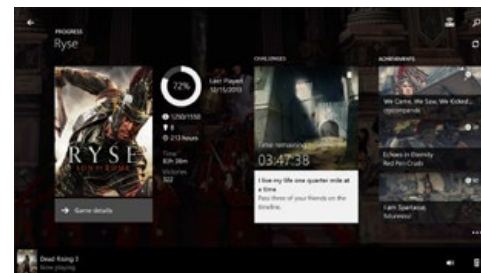 PROGRESS
Ryse
72%
Last Played
12/15/2013
1250/1550
8
213 hours
Time
83h 38m
Victories
322
RYSE
SON OF ROME
Game details
CHALLENGES
Time remaining
03:47:38
I live my life one quarter mile at
a time
Pass three of your friends on the
timeline.
ACHIEVEMENTS
We Came, We Saw, We Kicked...
Echoes in Eternity
Red Pen Crush
I am Spartacus
Dead Rising 3
Now playing